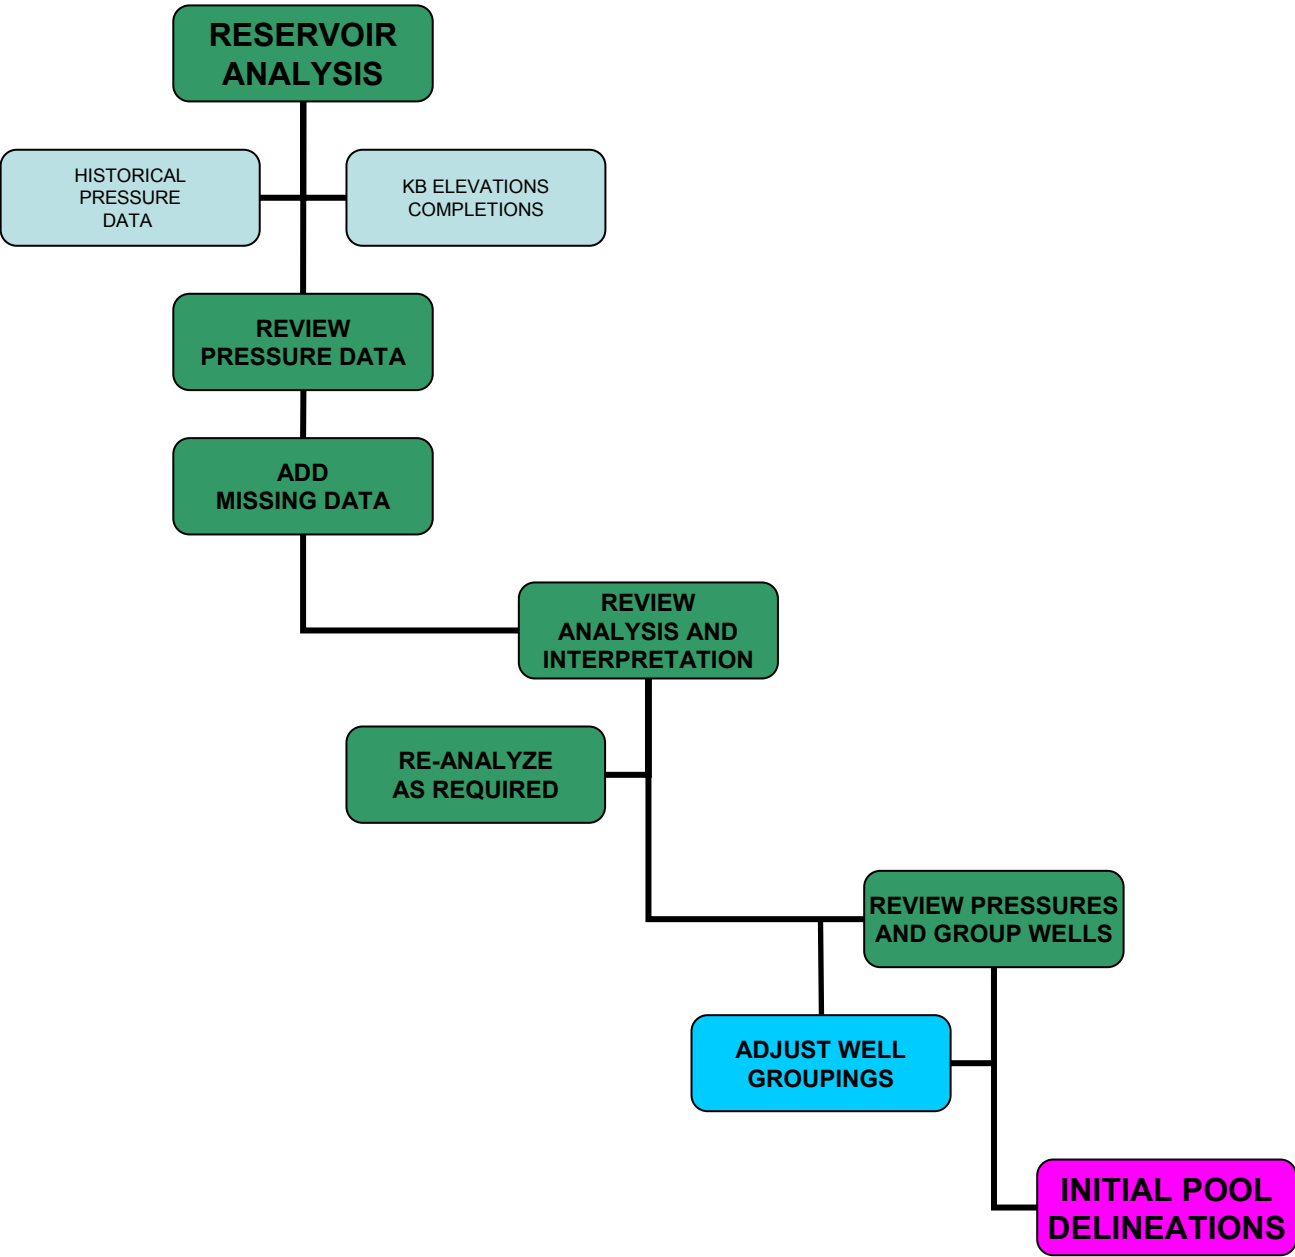 RESERVOIR
ANALYSIS
HISTORICAL
PRESSURE
DATA
KB ELEVATIONS
COMPLETIONS
REVIEW
PRESSURE DATA
ADD
MISSING DATA
REVIEW
ANALYSIS AND
INTERPRETATION
RE-ANALYZE
AS REQUIRED
REVIEW PRESSURES
AND GROUP WELLS
ADJUST WELL
GROUPINGS
INITIAL POOL
DELINEATIONS